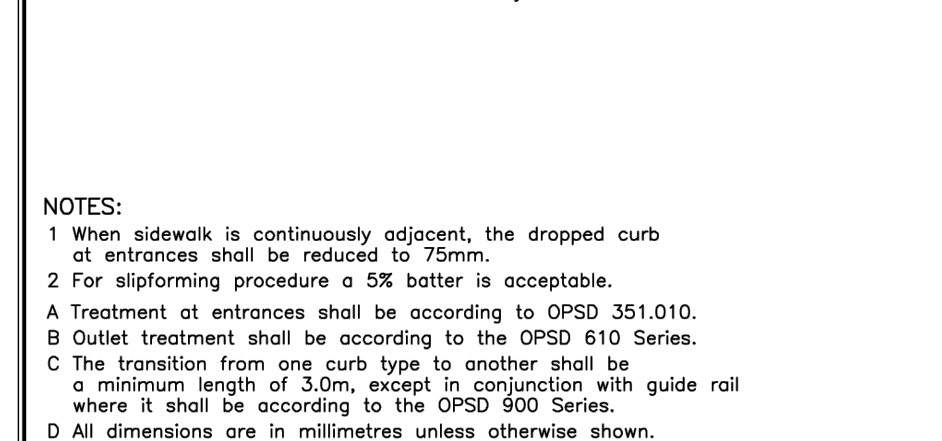 NOTES:
1 When sidewalk is continuously adjacent, the dropped curb
at entrances shall be reduced to 75mm.
2 For slipforming procedure a 5% batter is acceptable.
A Treatment at entrances shall be according to OPSD 351.010.
B Outlet treatment shall be according to the OPSD 610 Series.
C The transition from one curb type to another shall be
a minimum length of 3.0m, except in conjunction with guide rail
where it shall be according to the OPSD 900 Series.
D All dimensions are in millimetres unless otherwise shown.